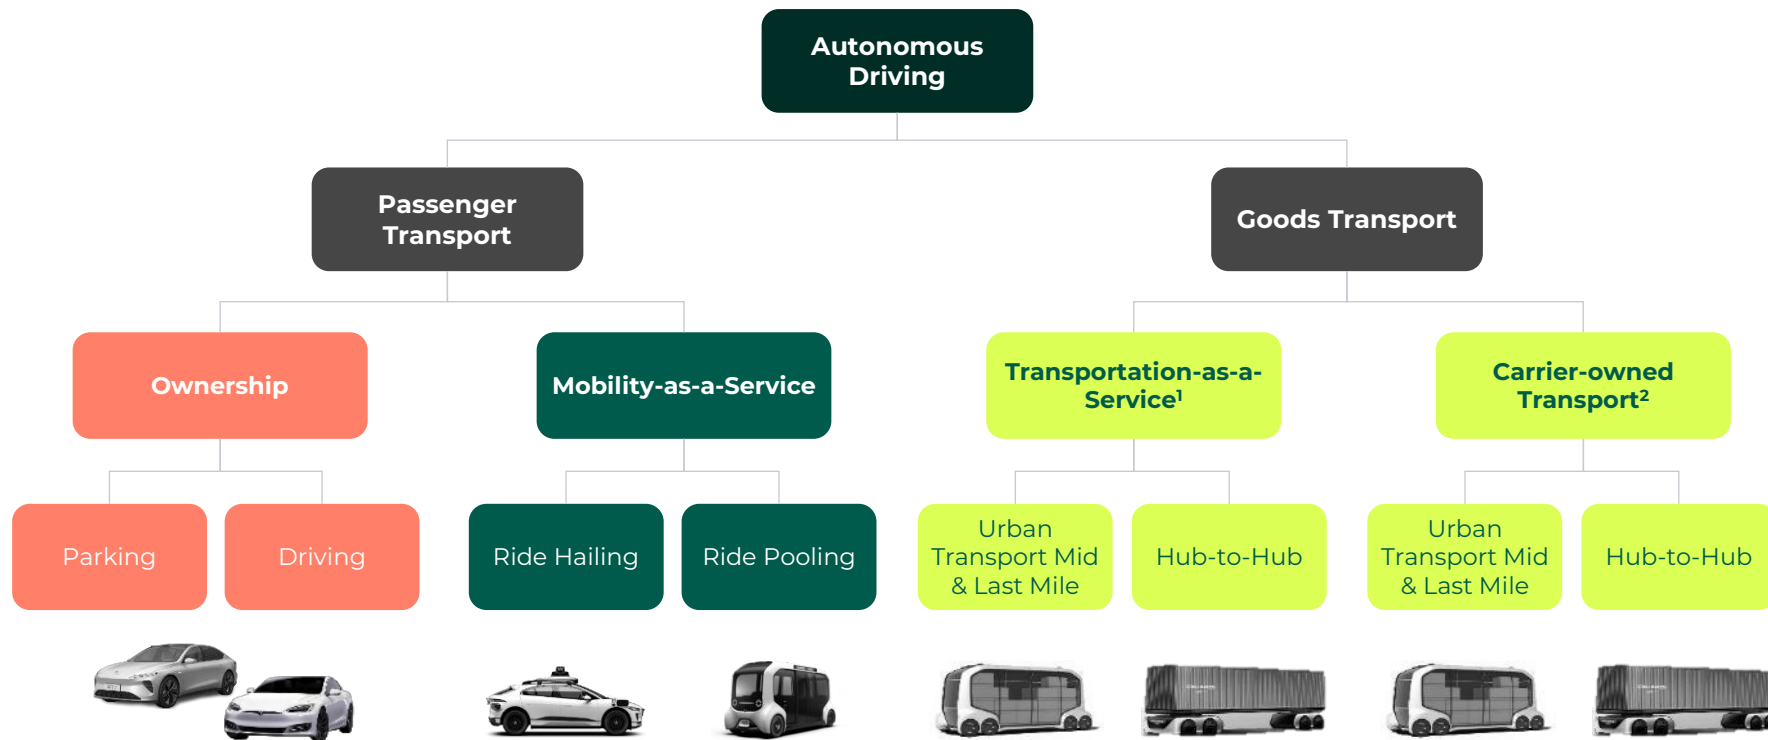 Autonomous
Driving
Passenger
Transport
Goods Transport
Ownership
Mobility-as-a-Service
Transportation-as-a-
Service¹
Carrier-owned
Transport²
Parking
Driving
Ride Hailing
Ride Pooling
Urban
Transport Mid
& Last Mile
Hub-to-Hub
Urban
Transport Mid
& Last Mile
Hub-to-Hub